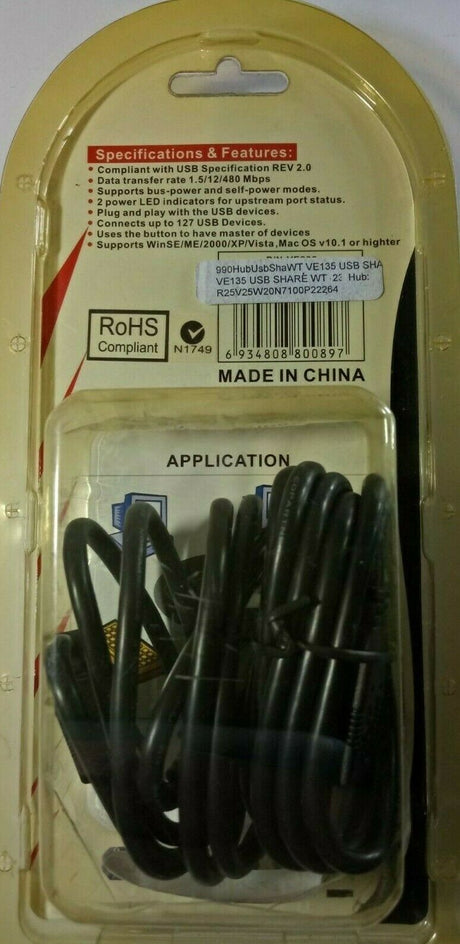 Specifications & Features:
• Compliant with USB Specification REV 2.0
• Data transfer rate 1.5/12/480 Mbps
• Supports bus-power and self-power modes.
• 2 power LED indicators for upstream port status.
• Plug and play with the USB devices.
• Connects up to 127 USB Devices.
• Uses the button to have master of devices
• Supports WinSE/ME/2000/XP/Vista,Mac OS v10.1 or highter
990HubUsbShaWT VE135 USB SHA
VE135 USB SHARE WT 23 Hub:
R25V25W20N7100P22264
RoHS
Compliant
N1749
6 934808 800897
MADE IN CHINA
APPLICATION